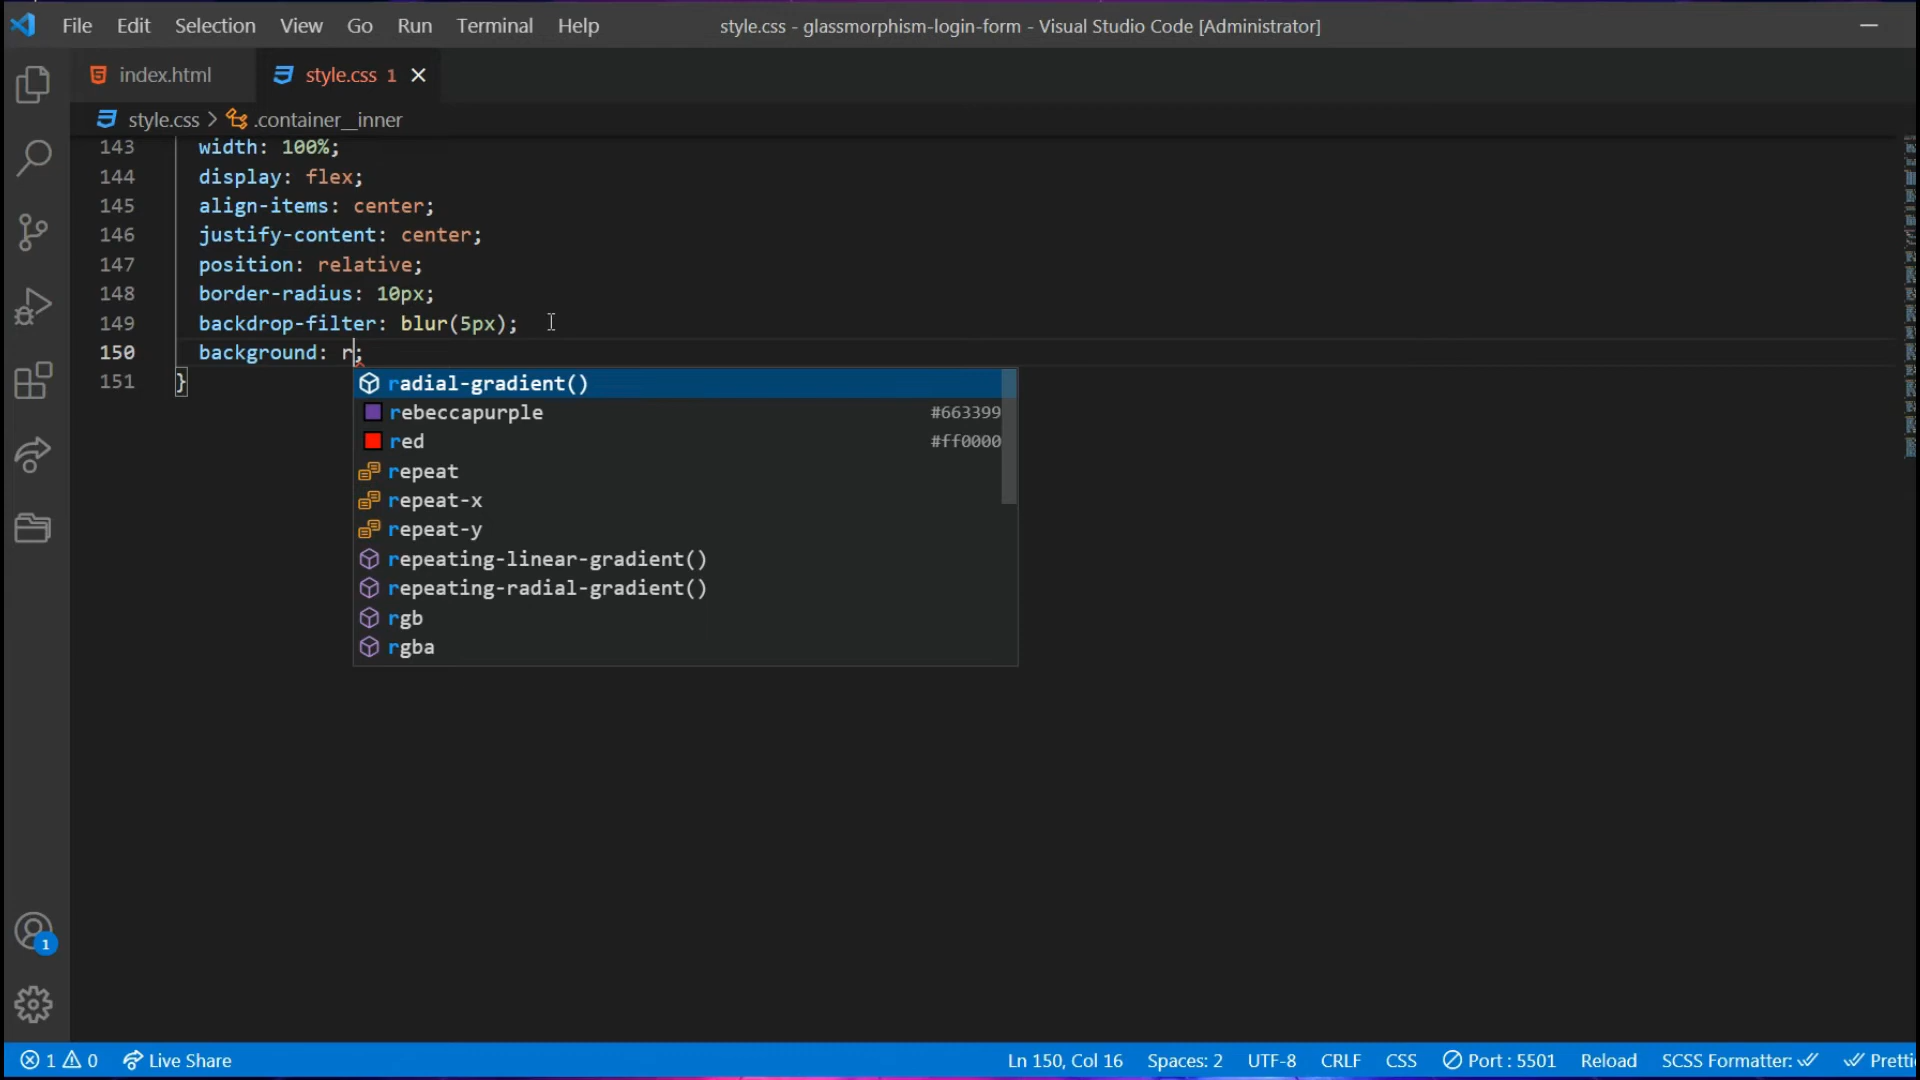 File Edit Selection View Go Run Terminal Help style.css - glassmorphism-login-form - Visual Studio Code [Administrator]
index.html style.css 1
style.css > .container__inner
143 width: 100%;
144 display: flex;
145 align-items: center;
146 justify-content: center;
147 position: relative;
148 border-radius: 10px;
149 backdrop-filter: blur(5px);
150 background: r;
151 }
radial-gradient()
rebeccapurple #663399
red #ff0000
repeat
repeat-x
repeat-y
repeating-linear-gradient()
repeating-radial-gradient()
rgb
rgba
1
1 0 Live Share Ln 150, Col 16 Spaces: 2 UTF-8 CRLF CSS Port : 5501 Reload SCSS Formatter: Pretti